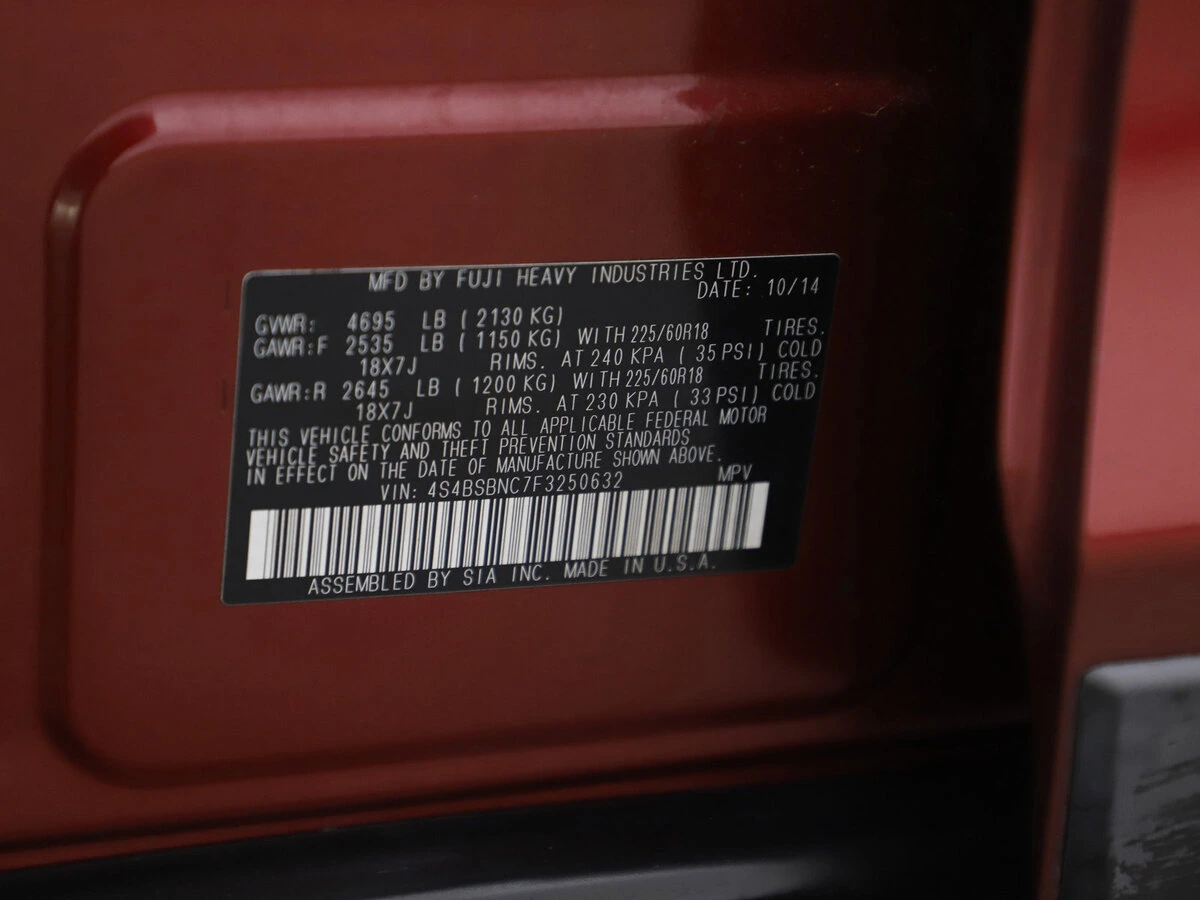 MFD BY FUJI HEAVY INDUSTRIES LTD.
DATE: 10/14
GVWR: 4695 LB ( 2130 KG)
GAWR:F 2535 LB ( 1150 KG) WITH 225/60R18 TIRES.
18X7J RIMS. AT 240 KPA ( 35 PSI) COLD
GAWR:R 2645 LB ( 1200 KG) WITH 225/60R18 TIRES.
18X7J RIMS. AT 230 KPA ( 33 PSI) COLD
THIS VEHICLE CONFORMS TO ALL APPLICABLE FEDERAL MOTOR
VEHICLE SAFETY AND THEFT PREVENTION STANDARDS
IN EFFECT ON THE DATE OF MANUFACTURE SHOWN ABOVE.
VIN: 4S4BSBNC7F3250632 MPV
ASSEMBLED BY SIA INC. MADE IN U.S.A.